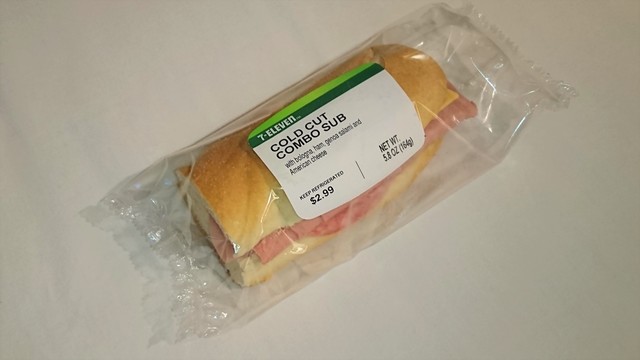 7-ELEVEN
COLD CUT
COMBO SUB
with bologna, ham, genoa salami and
American cheese
KEEP REFRIGERATED
$2.99
NET WT.
5.8 OZ (164g)